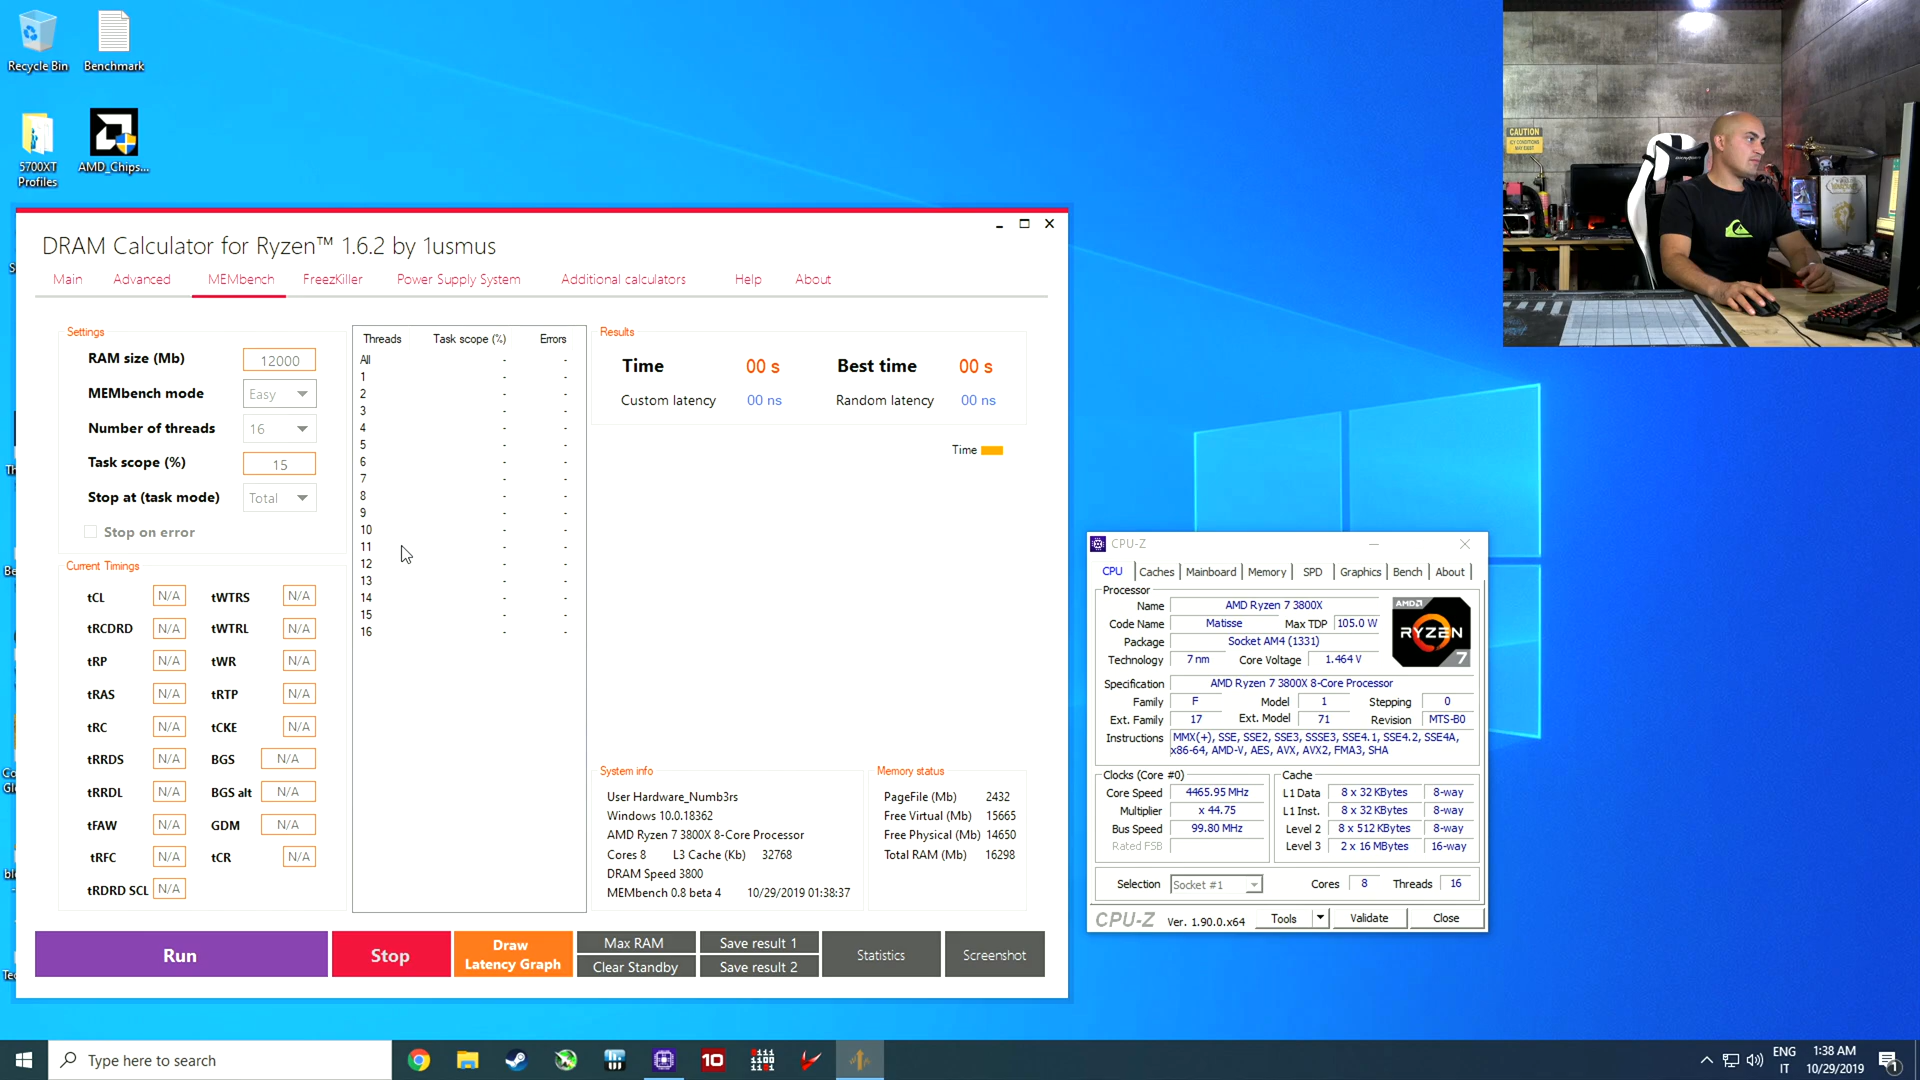 Recycle Bin
Benchmark
5700XT
Profiles
AMD_Chips...
CAUTION
DRAM Calculator for Ryzen™ 1.6.2 by 1usmus
Main Advanced MEMbench FreezKiller Power Supply System Additional calculators Help About
Settings
RAM size (Mb) 12000
MEMbench mode Easy
Number of threads 16
Task scope (%) 15
Stop at (task mode) Total
Stop on error
Current Timings
tCL N/A tWTRS N/A
tRCDRD N/A tWTRL N/A
tRP N/A tWR N/A
tRAS N/A tRTP N/A
tRC N/A tCKE N/A
tRRDS N/A BGS N/A
tRRDL N/A BGS alt N/A
tFAW N/A GDM N/A
tRFC N/A tCR N/A
tRDRD SCL N/A
Threads Task scope (%) Errors
All - -
1 - -
2 - -
3 - -
4 - -
5 - -
6 - -
7 - -
8 - -
9 - -
10 - -
11 - -
12 - -
13 - -
14 - -
15 - -
16 - -
Results
Time 00 s Best time 00 s
Custom latency 00 ns Random latency 00 ns
Time
System info
User Hardware_Numb3rs
Windows 10.0.18362
AMD Ryzen 7 3800X 8-Core Processor
Cores 8 L3 Cache (Kb) 32768
DRAM Speed 3800
MEMbench 0.8 beta 4 10/29/2019 01:38:37
Memory status
PageFile (Mb) 2432
Free Virtual (Mb) 15665
Free Physical (Mb) 14650
Total RAM (Mb) 16298
Run
Stop
Draw
Latency Graph
Max RAM
Clear Standby
Save result 1
Save result 2
Statistics
Screenshot
CPU-Z
CPU Caches Mainboard Memory SPD Graphics Bench About
Processor
Name AMD Ryzen 7 3800X
Code Name Matisse Max TDP 105.0 W
Package Socket AM4 (1331)
Technology 7 nm Core Voltage 1.464 V
AMD
RYZEN
7
Specification AMD Ryzen 7 3800X 8-Core Processor
Family F Model 1 Stepping 0
Ext. Family 17 Ext. Model 71 Revision MTS-B0
Instructions MMX(+), SSE, SSE2, SSE3, SSSE3, SSE4.1, SSE4.2, SSE4A,
x86-64, AMD-V, AES, AVX, AVX2, FMA3, SHA
Clocks (Core #0)
Core Speed 4465.95 MHz
Multiplier x 44.75
Bus Speed 99.80 MHz
Rated FSB
Cache
L1 Data 8 x 32 KBytes 8-way
L1 Inst. 8 x 32 KBytes 8-way
Level 2 8 x 512 KBytes 8-way
Level 3 2 x 16 MBytes 16-way
Selection Socket #1 Cores 8 Threads 16
CPU-Z Ver. 1.90.0.x64 Tools Validate Close
Type here to search
10
ENG
IT
1:38 AM
10/29/2019
1